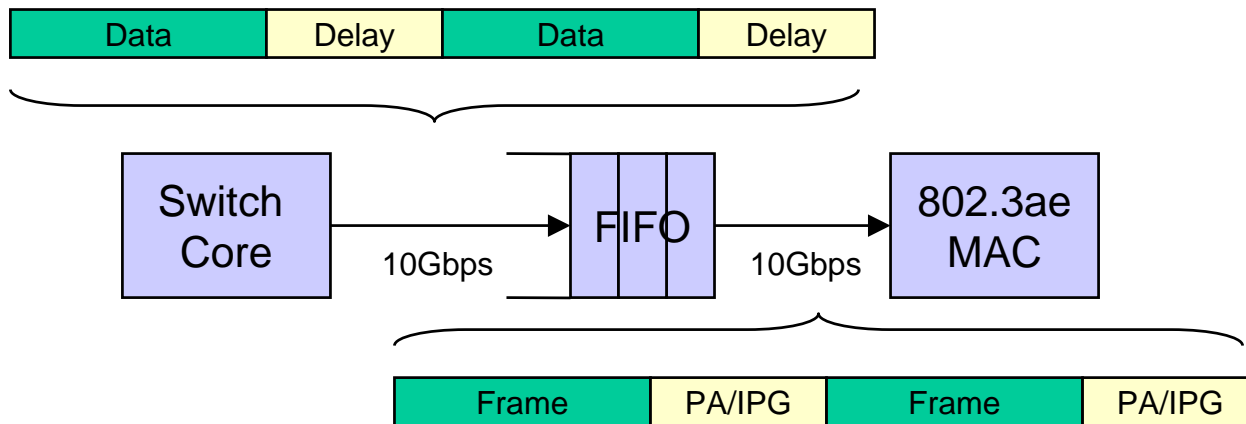 Data Delay Data Delay
Switch
Core
10Gbps
FIFO
10Gbps
802.3ae
MAC
Frame PA/IPG Frame PA/IPG